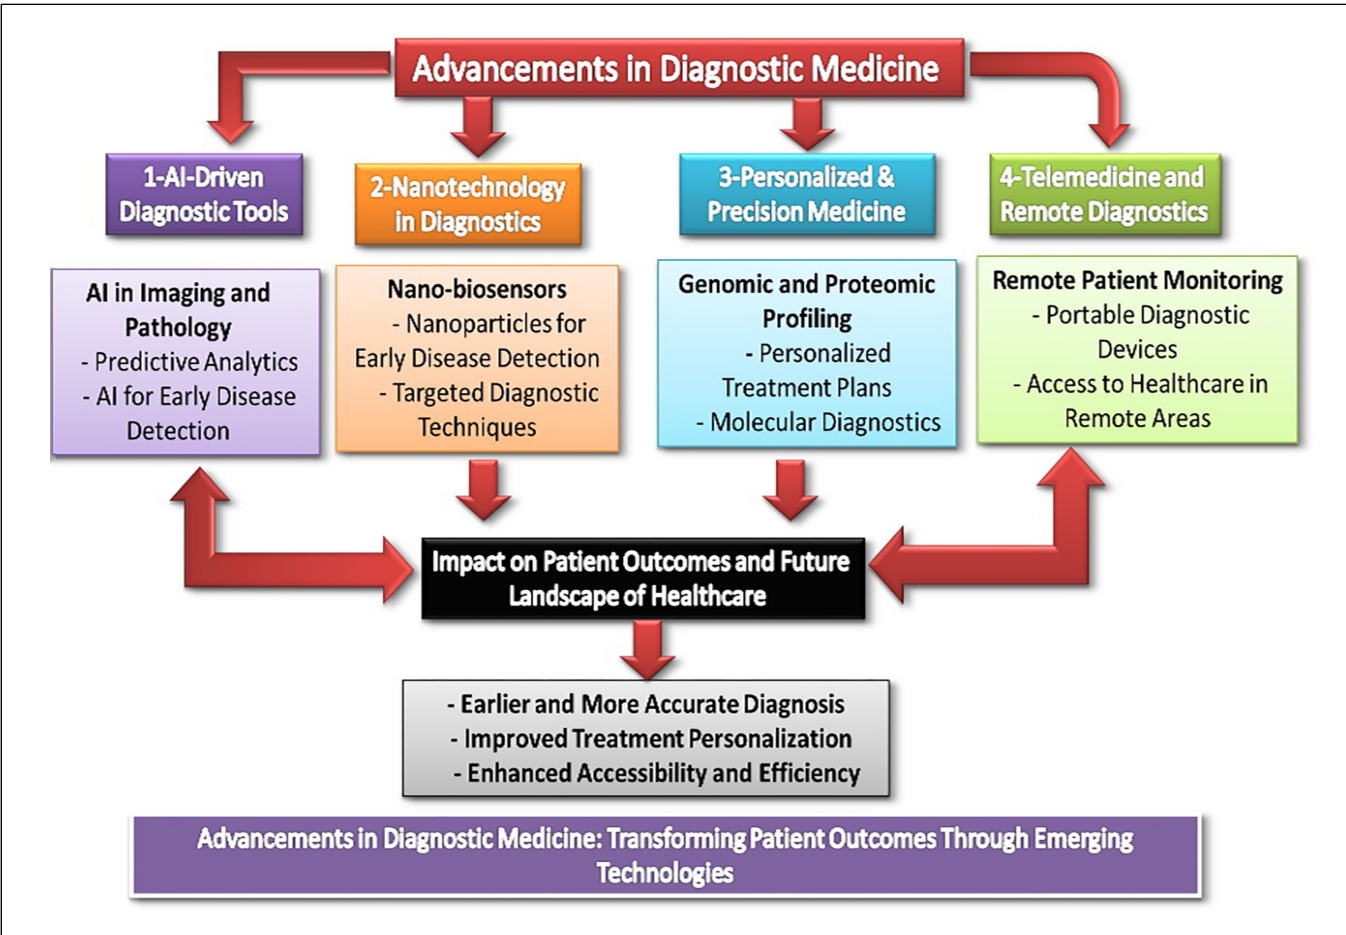 Advancements in Diagnostic Medicine
1-AI-Driven
Diagnostic Tools
2-Nanotechnology
in Diagnostics
3-Personalized &
Precision Medicine
4-Telemedicine and
Remote Diagnostics
AI in Imaging and
Pathology
- Predictive Analytics
- AI for Early Disease
Detection
Nano-biosensors
- Nanoparticles for
Early Disease Detection
- Targeted Diagnostic
Techniques
Genomic and Proteomic
Profiling
- Personalized
Treatment Plans
- Molecular Diagnostics
Remote Patient Monitoring
- Portable Diagnostic
Devices
- Access to Healthcare in
Remote Areas
Impact on Patient Outcomes and Future
Landscape of Healthcare
- Earlier and More Accurate Diagnosis
- Improved Treatment Personalization
- Enhanced Accessibility and Efficiency
Advancements in Diagnostic Medicine: Transforming Patient Outcomes Through Emerging
Technologies